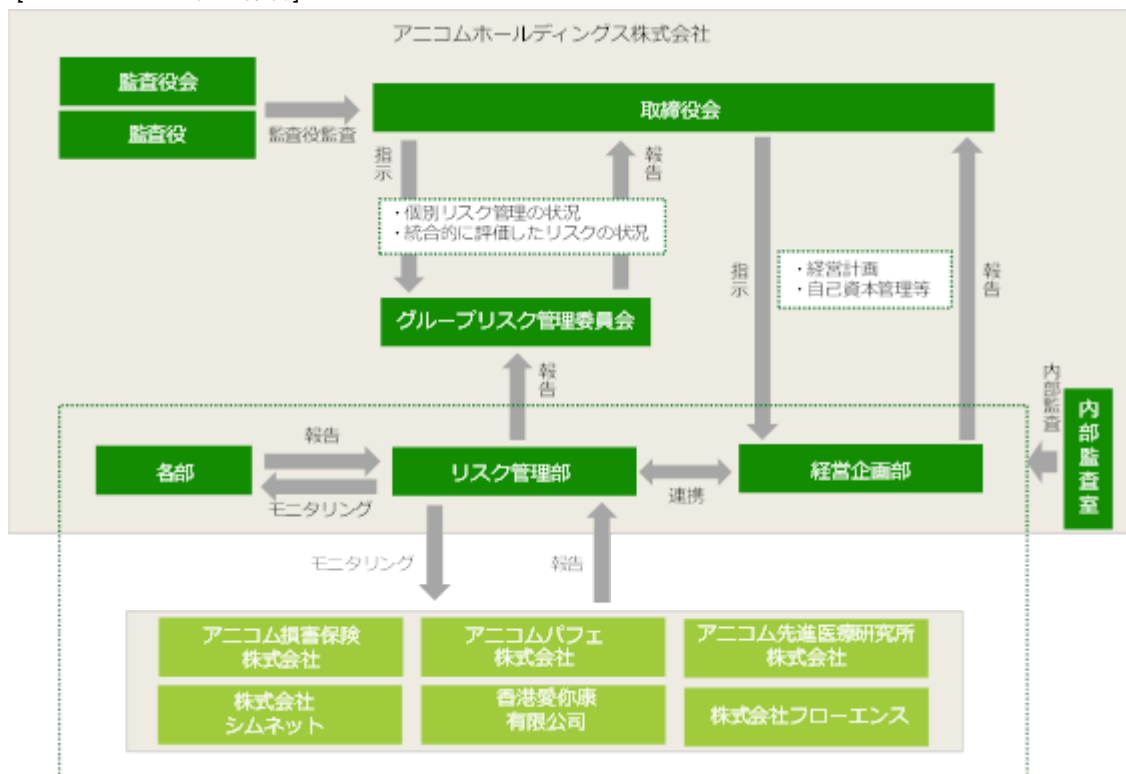 アニコムホールディングス株式会社
監査役会
監査役
監査役監査
取締役会
指示
報告
・個別リスク管理の状況
・統合的に評価したリスクの状況
指示
・経営計画
・自己資本管理等
報告
グループリスク管理委員会
報告
内部監査
内部監査室
各部
報告
モニタリング
リスク管理部
連携
経営企画部
モニタリング
報告
アニコム損害保険
株式会社
アニコムパフェ
株式会社
アニコム先進医療研究所
株式会社
株式会社
シムネット
香港愛你康
有限公司
株式会社フローエンス